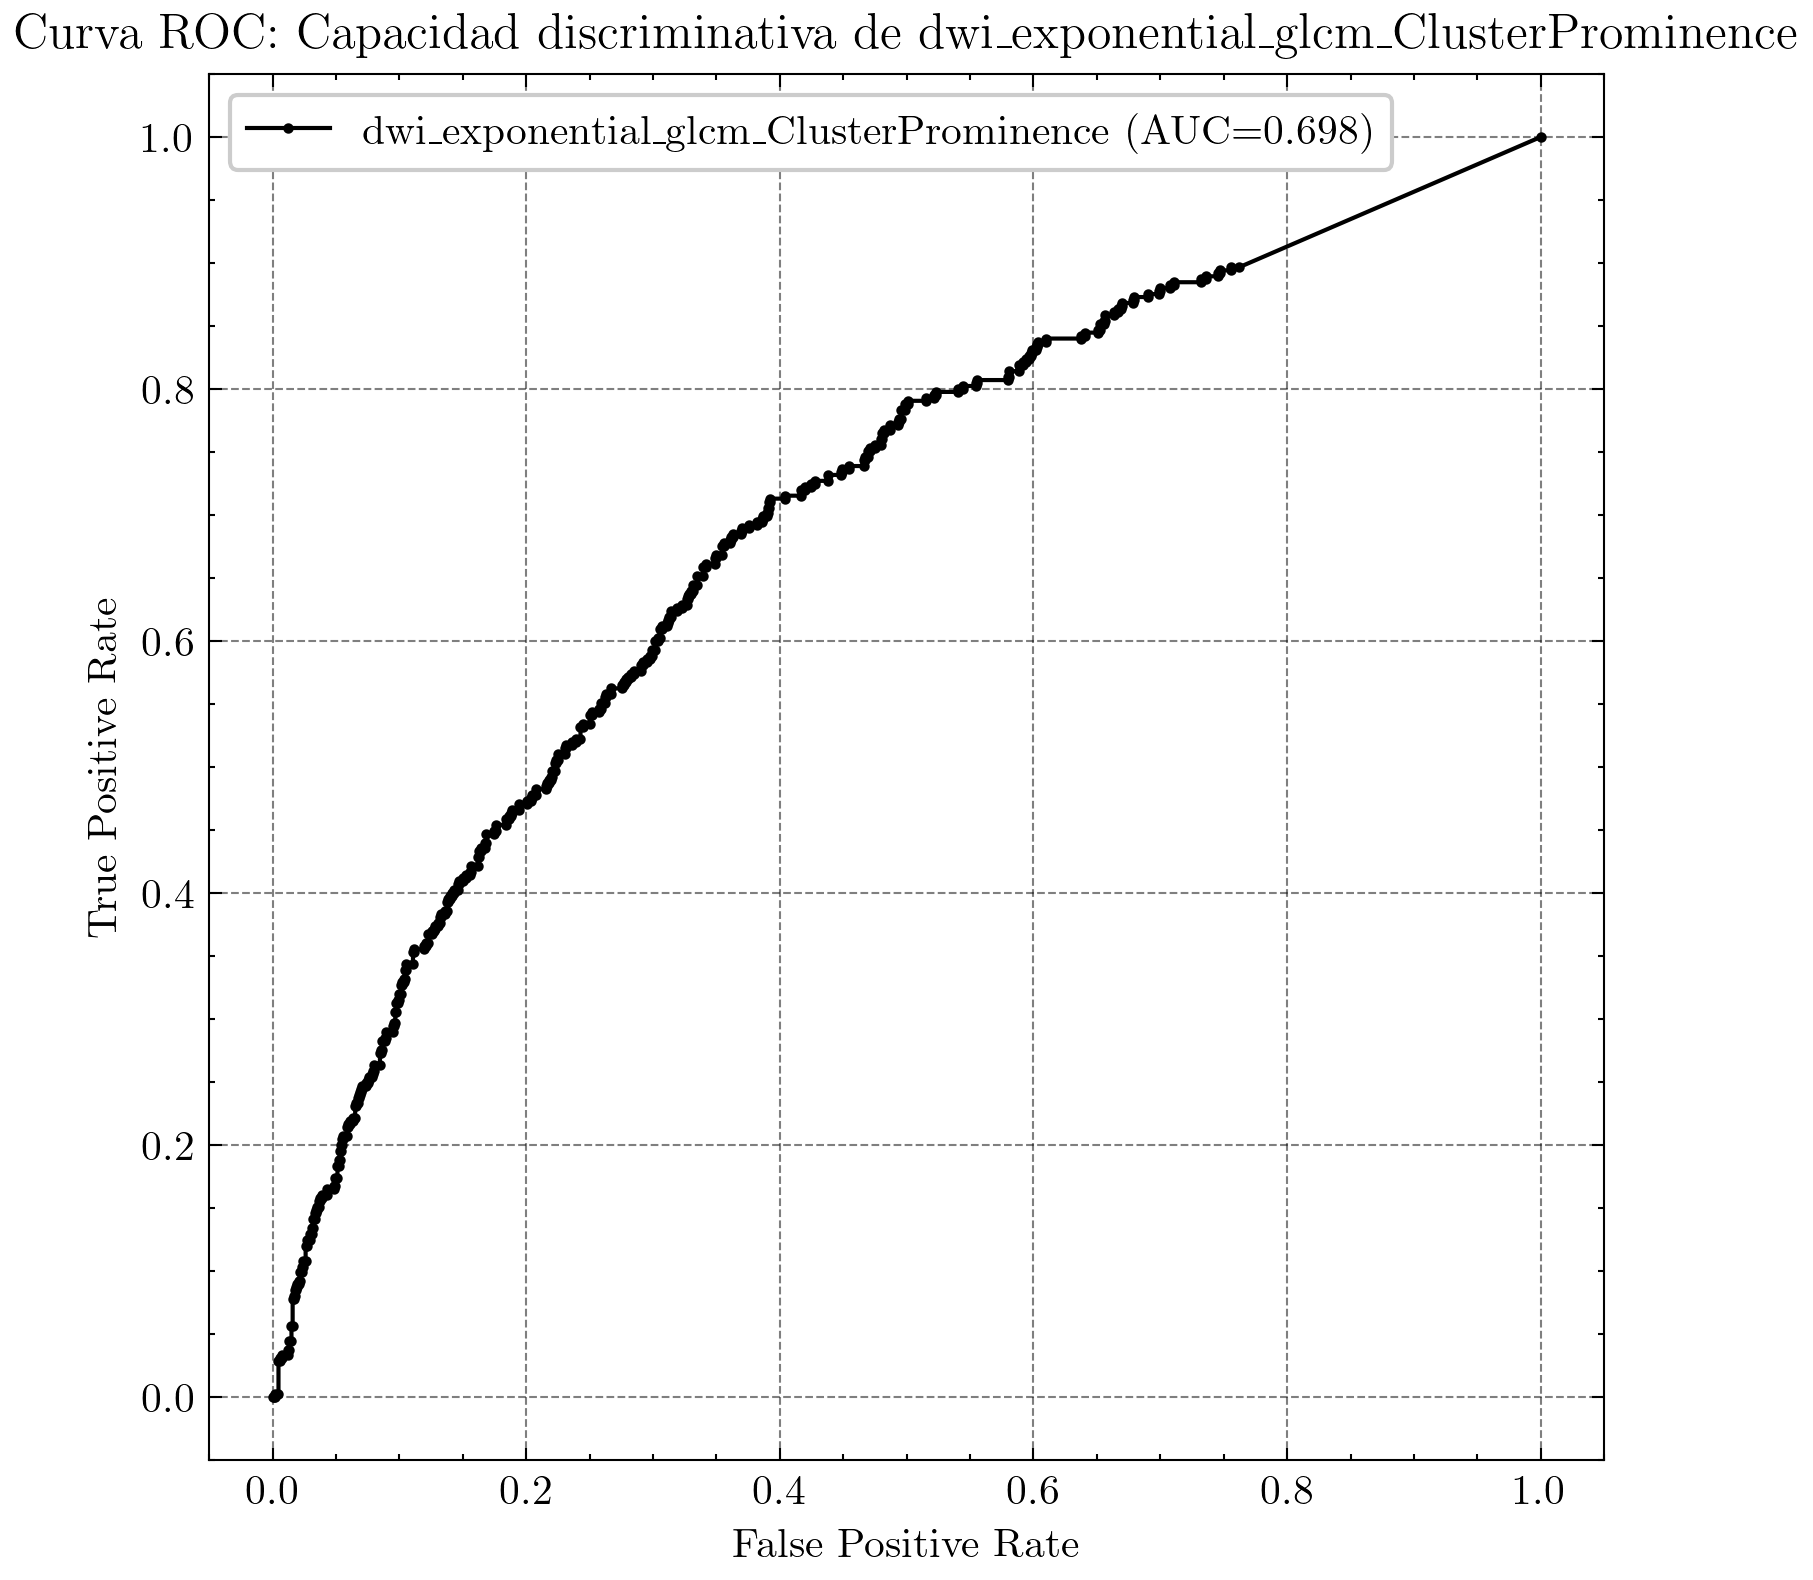 Curva ROC: Capacidad discriminativa de dwi_exponential_glcm_ClusterProminence
dwi_exponential_glcm_ClusterProminence (AUC=0.698)
1.0
0.8
0.6
0.4
0.2
0.0
True Positive Rate
0.0 0.2 0.4 0.6 0.8 1.0
False Positive Rate